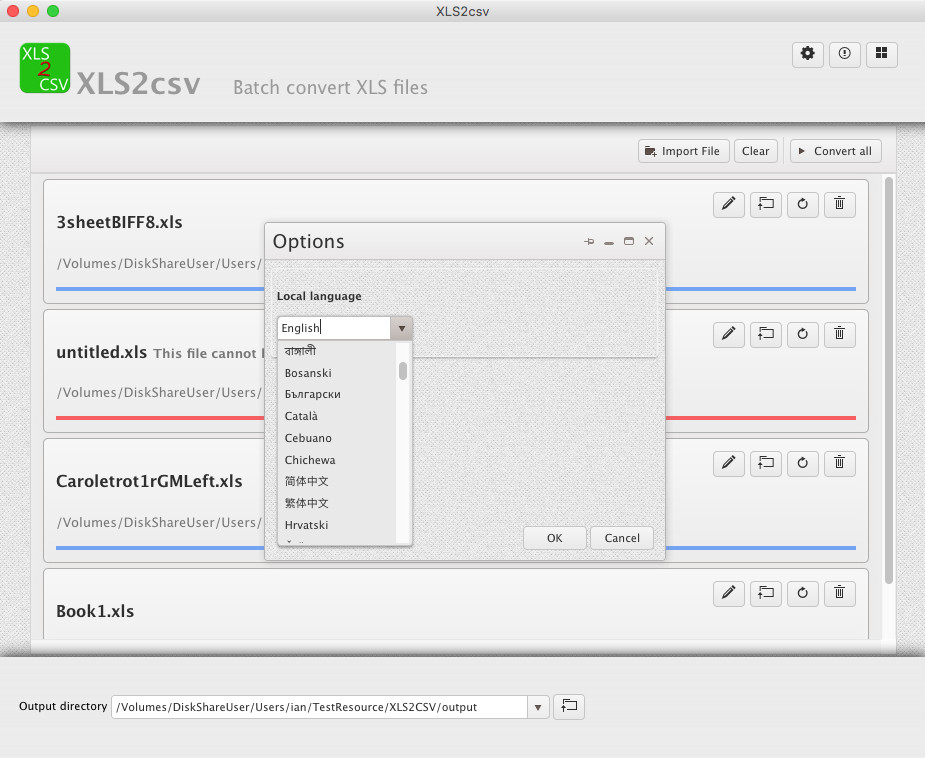 XLS2csv
XLS
2
CSV
XLS2csv
Batch convert XLS files
Import File
Clear
Convert all
3sheetBIFF8.xls
/Volumes/DiskShareUser/Users/
untitled.xls This file cannot
/Volumes/DiskShareUser/Users/
Caroletrot1rGMLeft.xls
/Volumes/DiskShareUser/Users/
Book1.xls
Options
Local language
English
বাঙ্গালী
Bosanski
Български
Català
Cebuano
Chichewa
简体中文
繁体中文
Hrvatski
OK
Cancel
Output directory
/Volumes/DiskShareUser/Users/ian/TestResource/XLS2CSV/output